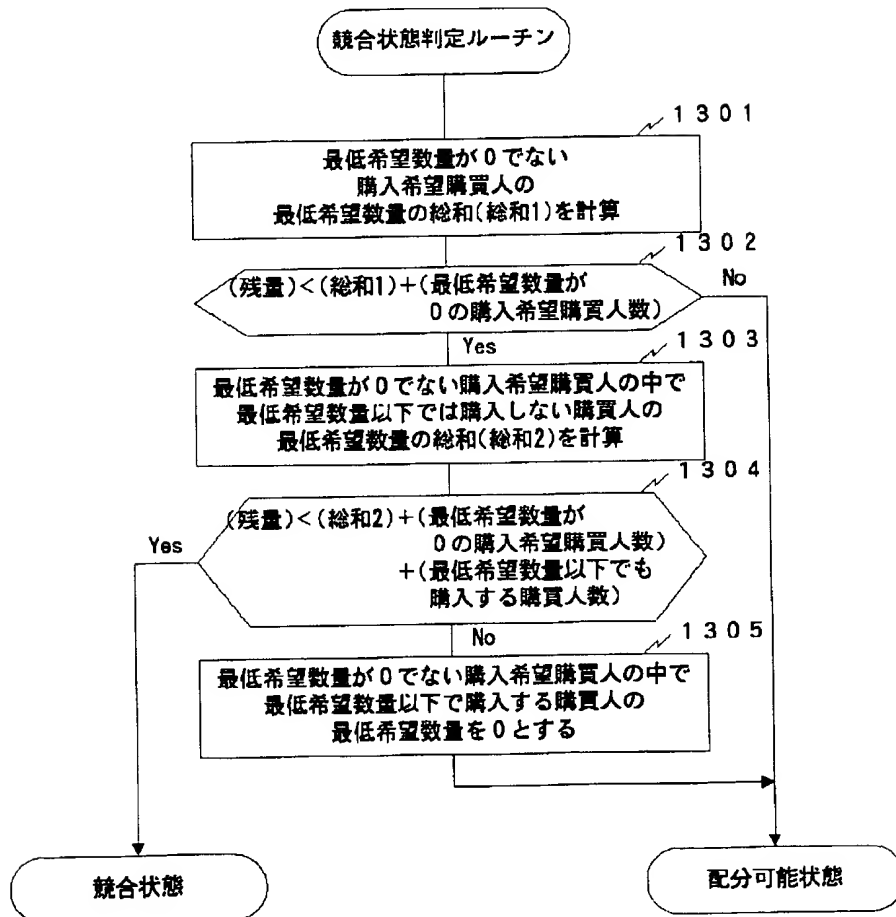 競合状態判定ルーチン
1301
最低希望数量が0でない
購入希望購買人の
最低希望数量の総和(総和1)を計算
1302
(残量)<(総和1)+(最低希望数量が
0の購入希望購買人数)
No
Yes
1303
最低希望数量が0でない購入希望購買人の中で
最低希望数量以下では購入しない購買人の
最低希望数量の総和(総和2)を計算
1304
(残量)<(総和2)+(最低希望数量が
0の購入希望購買人数)
+(最低希望数量以下でも
購入する購買人数)
Yes
No
1305
最低希望数量が0でない購入希望購買人の中で
最低希望数量以下で購入する購買人の
最低希望数量を0とする
競合状態
配分可能状態